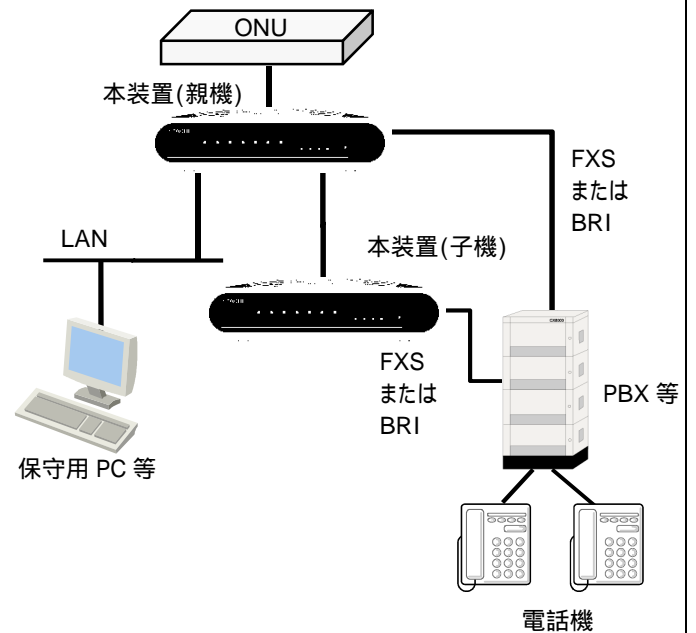 ONU
本装置(親機)
FXS
または
BRI
LAN
本装置(子機)
FXS
または
BRI
PBX 等
保守用 PC 等
電話機